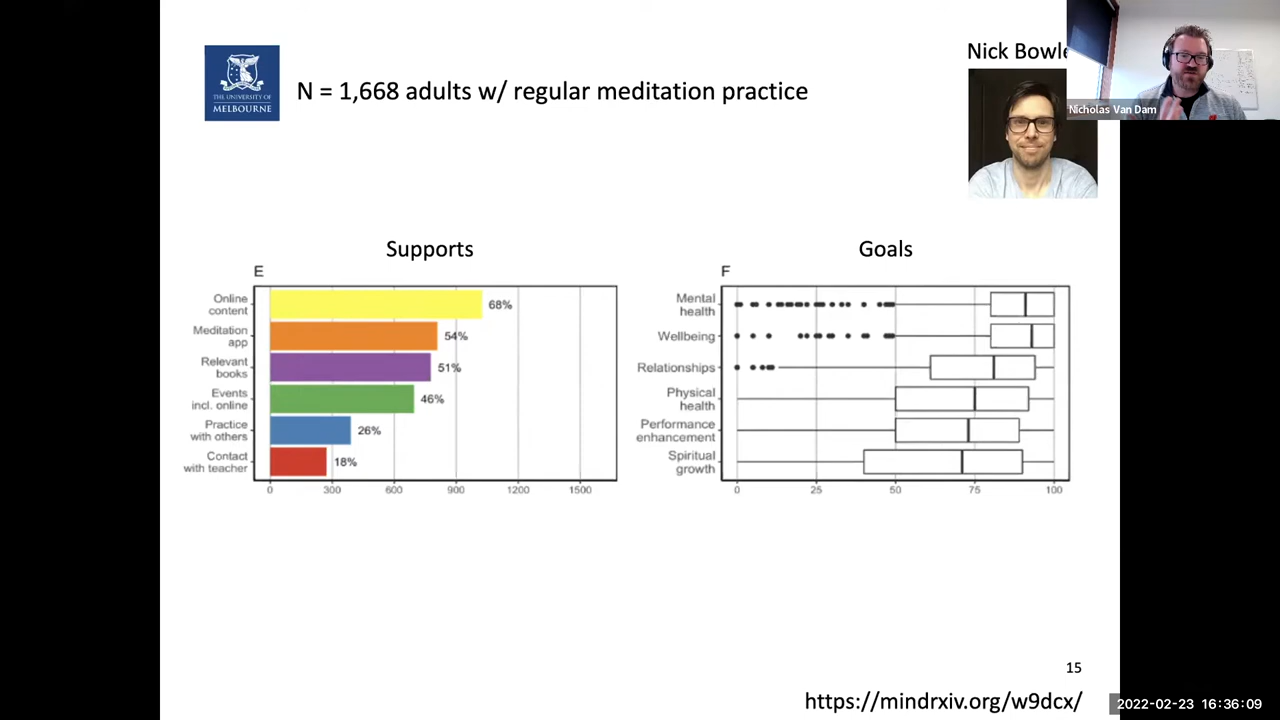 THE UNIVERSITY OF
MELBOURNE
N = 1,668 adults w/ regular meditation practice
Nick Bowle
Nicholas Van Dam
Supports
E
Online
content
68%
Meditation
app
54%
Relevant
books
51%
Events
incl. online
46%
Practice
with others
26%
Contact
with teacher
18%
0 300 600 900 1200 1500
Goals
F
Mental
health
Wellbeing
Relationships
Physical
health
Performance
enhancement
Spiritual
growth
0 25 50 75 100
15
https://mindrxiv.org/w9dcx/
2022-02-23 16:36:09